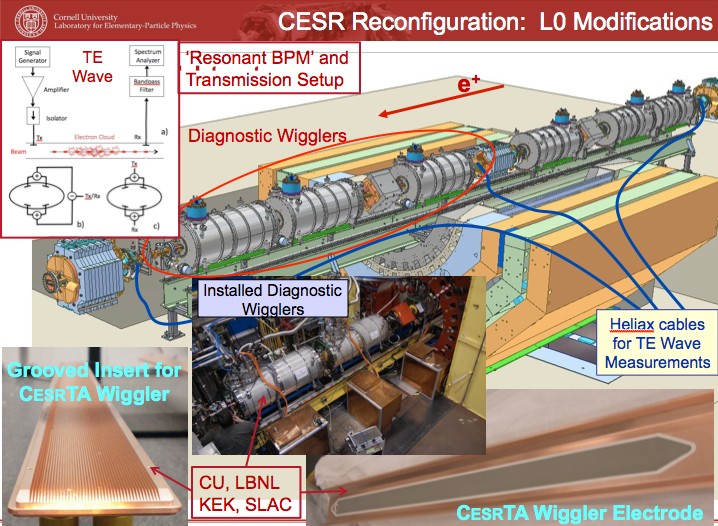 Cornell University
Laboratory for Elementary-Particle Physics
CESR Reconfiguration: L0 Modifications
Signal
Generator
TE
Wave
Spectrum
Analyzer
Amplifier
Bandpass
Filter
Isolator
Tx
Electron Cloud
Rx
a)
Beam
Tx
Tx/Rx
b)
Rx
c)
‘Resonant BPM’ and
Transmission Setup
e+
Diagnostic Wigglers
Installed Diagnostic
Wigglers
Heliax cables
for TE Wave
Measurements
Grooved Insert for
CESRTA Wiggler
CU, LBNL
KEK, SLAC
CESRTA Wiggler Electrode